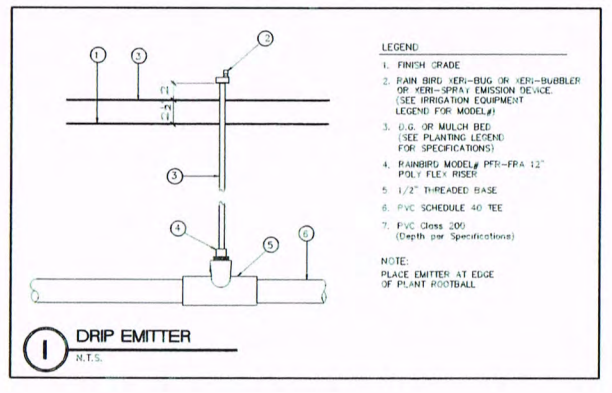 1
3
2
LEGEND
1. FINISH GRADE
2. RAIN BIRD XERI-BUG OR XERI-BUBBLER
OR XERI-SPRAY EMISSION DEVICE.
(SEE IRRIGATION EQUIPMENT
LEGEND FOR MODEL#)
3. D.G. OR MULCH BED
(SEE PLANTING LEGEND
FOR SPECIFICATIONS)
4. RAINBIRD MODEL# PFR-FRA 12"
POLY FLEX RISER
5 1/2" THREADED BASE
6. PVC SCHEDULE 40 TEE
7. PVC Class 200
(Depth per Specifications)
NOTE:
PLACE EMITTER AT EDGE
OF PLANT ROOTBALL
3
4
5
6
I DRIP EMITTER
N.T.S.